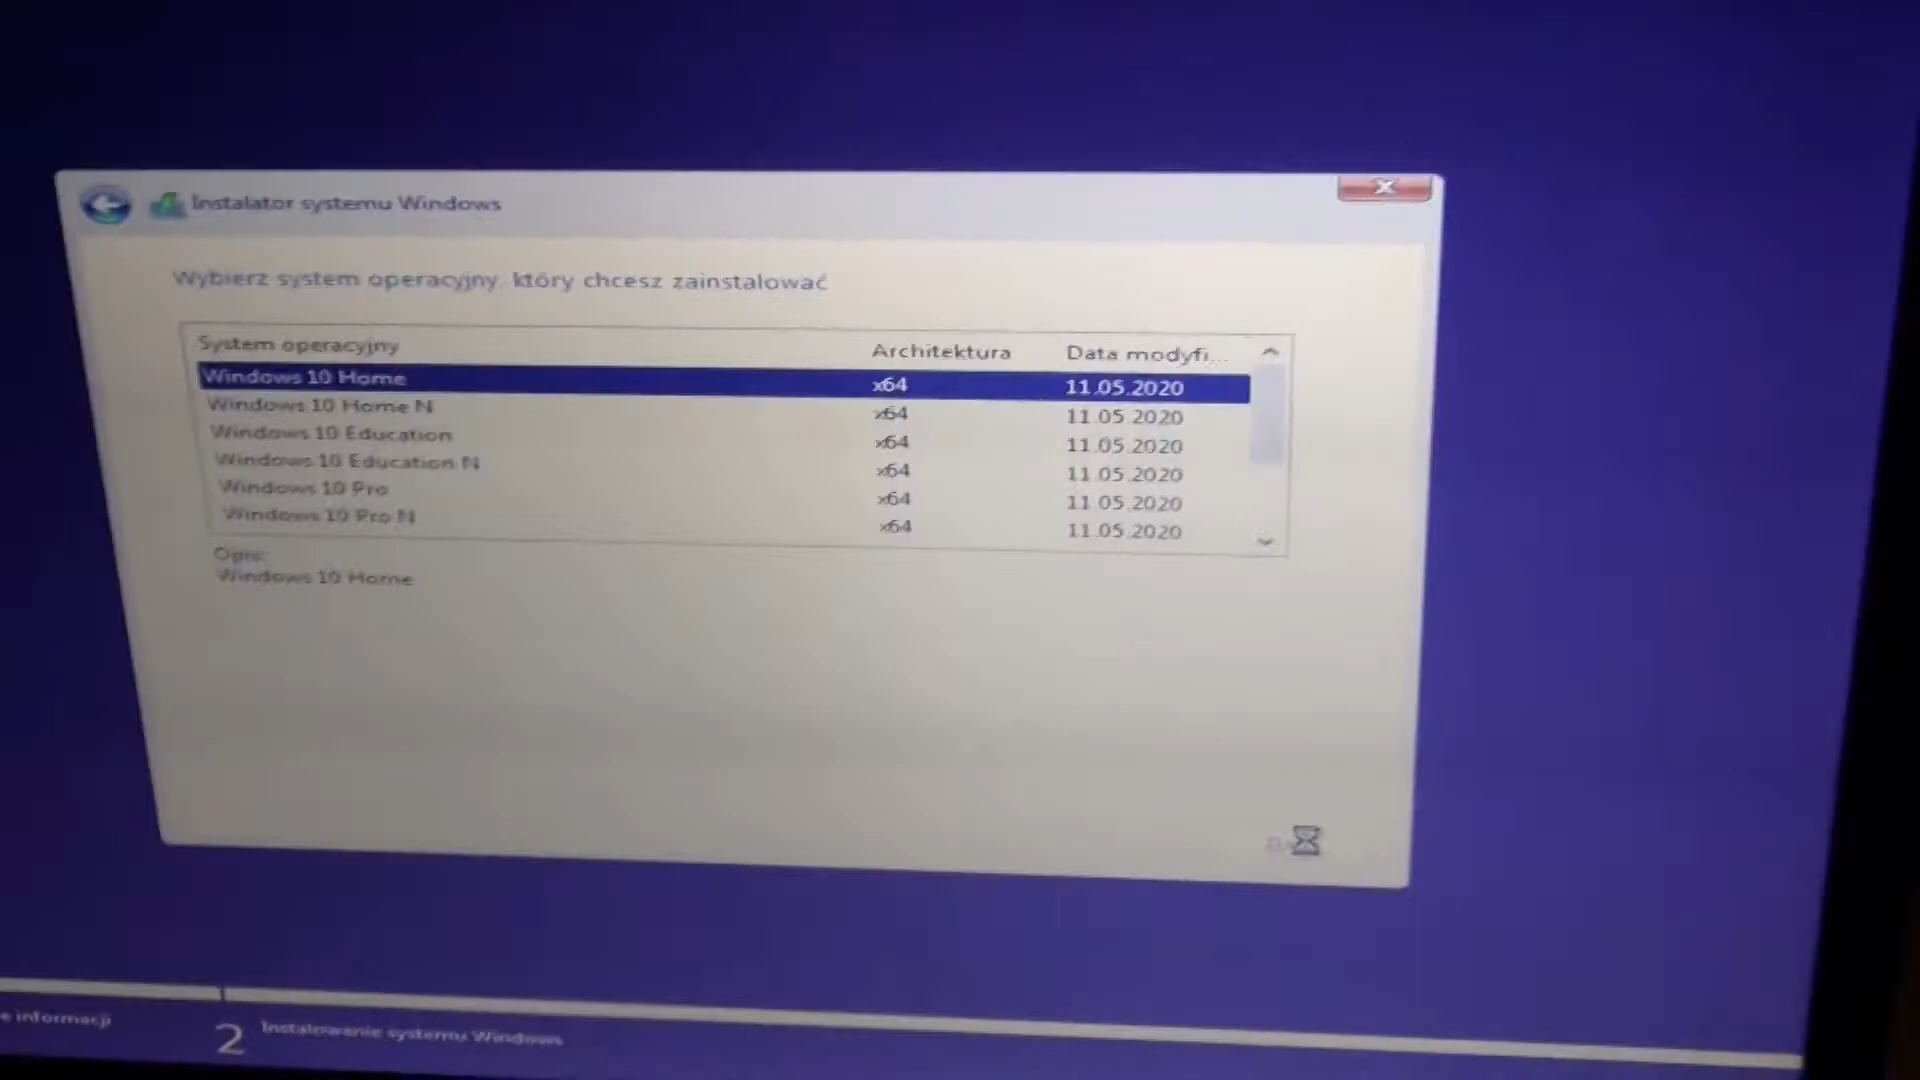 Instalator systemu Windows
Wybierz system operacyjny, który chcesz zainstalować
System operacyjny Architektura Data modyfi...
Windows 10 Home x64 11.05.2020
Windows 10 Home N x64 11.05.2020
Windows 10 Education x64 11.05.2020
Windows 10 Education N x64 11.05.2020
Windows 10 Pro x64 11.05.2020
Windows 10 Pro N x64 11.05.2020
Opis:
Windows 10 Home
e informacji
2 Instalowanie systemu Windows